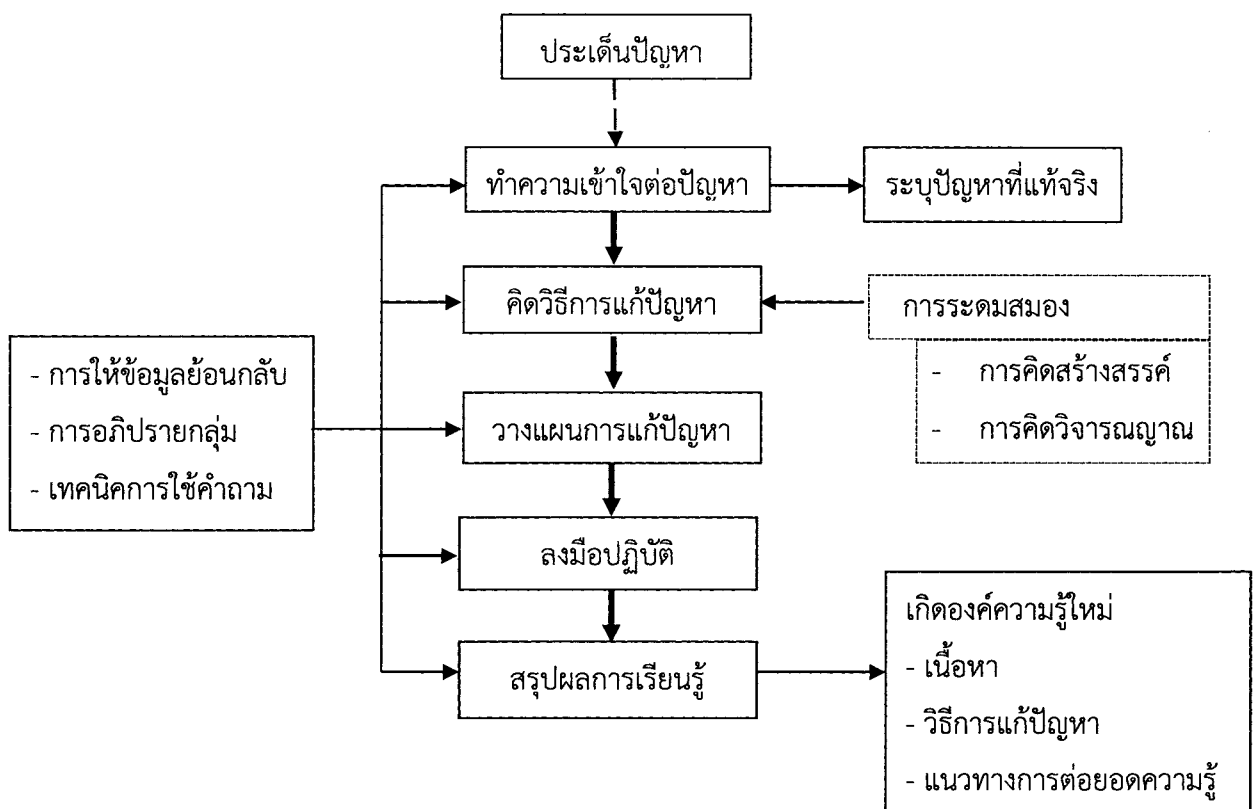 ประเด็นปัญหา
ทำความเข้าใจต่อปัญหา
ระบุปัญหาที่แท้จริง
คิดวิธีการแก้ปัญหา
การระดมสมอง
- การคิดสร้างสรรค์
- การคิดวิจารณญาณ
- การให้ข้อมูลย้อนกลับ
- การอภิปรายกลุ่ม
- เทคนิคการใช้คำถาม
วางแผนการแก้ปัญหา
ลงมือปฏิบัติ
สรุปผลการเรียนรู้
เกิดองค์ความรู้ใหม่
- เนื้อหา
- วิธีการแก้ปัญหา
- แนวทางการต่อยอดความรู้